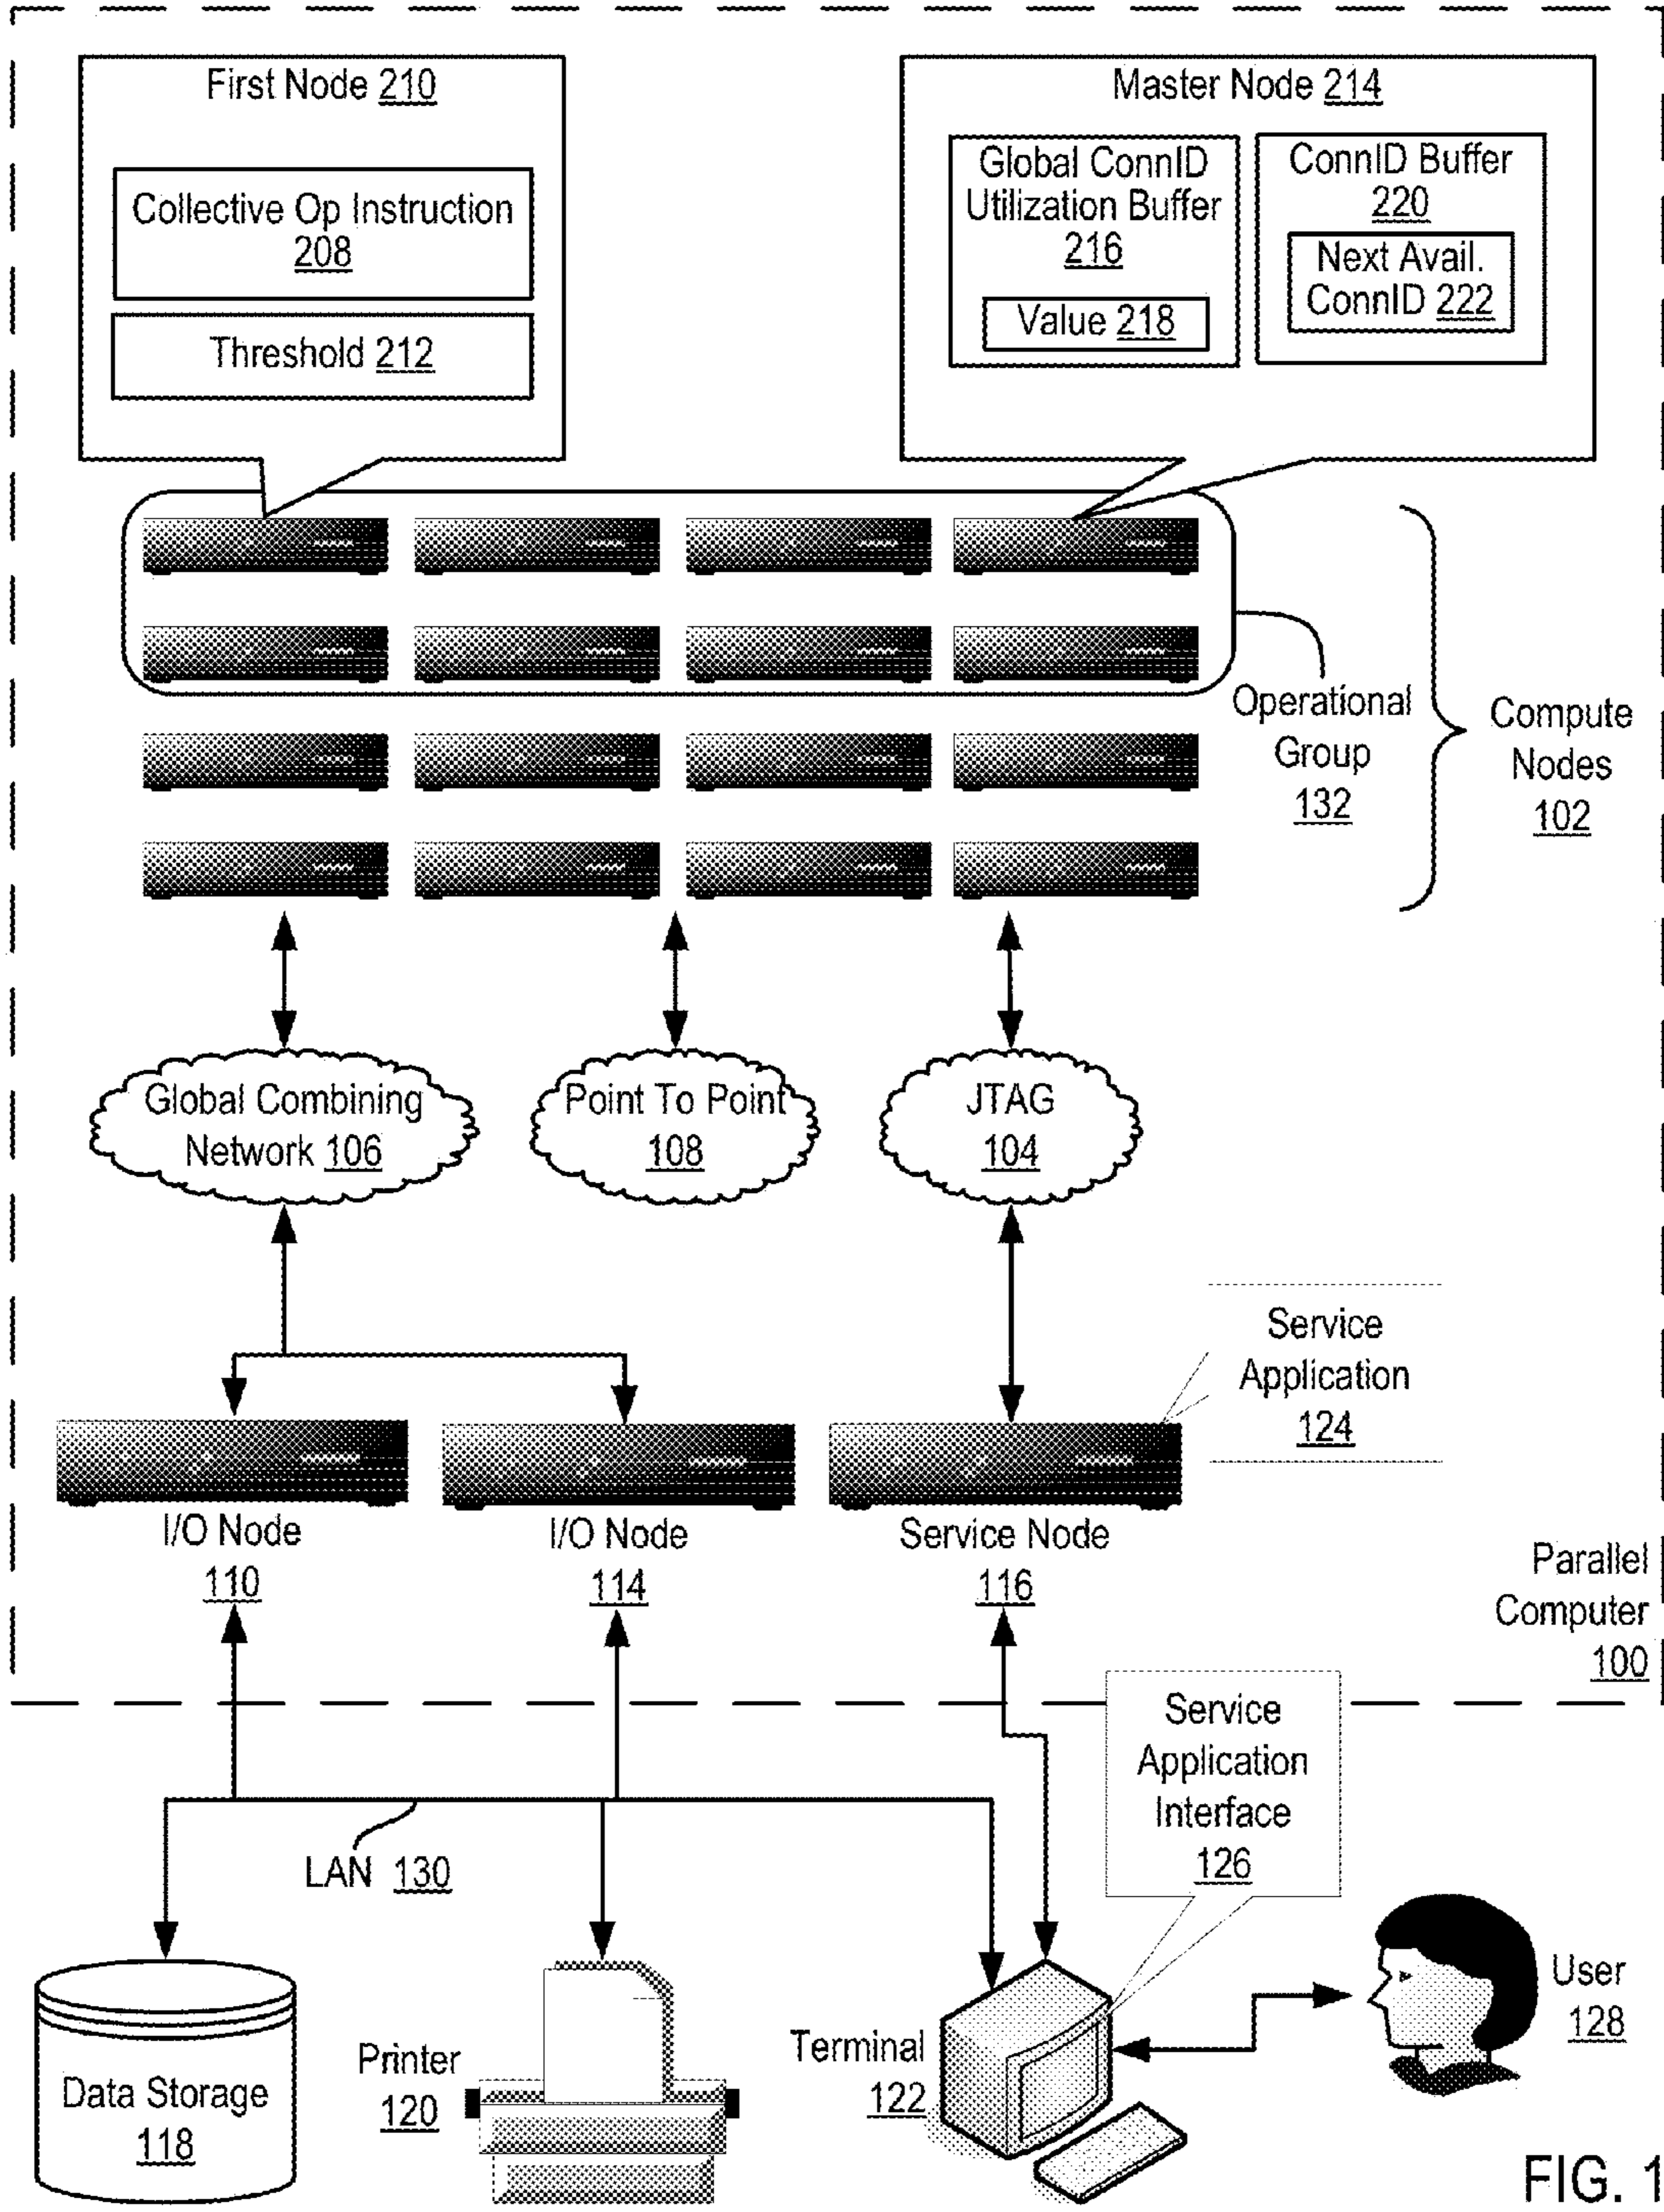 First Node 210
Collective Op Instruction
208
Threshold 212
Master Node 214
Global ConnID
Utilization Buffer
216
Value 218
ConnID Buffer
220
Next Avail.
ConnID 222
Operational
Group
132
Compute
Nodes
102
Global Combining
Network 106
Point To Point
108
JTAG
104
Service
Application
124
I/O Node
110
I/O Node
114
Service Node
116
Parallel
Computer
100
Service
Application
Interface
126
LAN 130
Data Storage
118
Printer
120
Terminal
122
User
128
FIG. 1